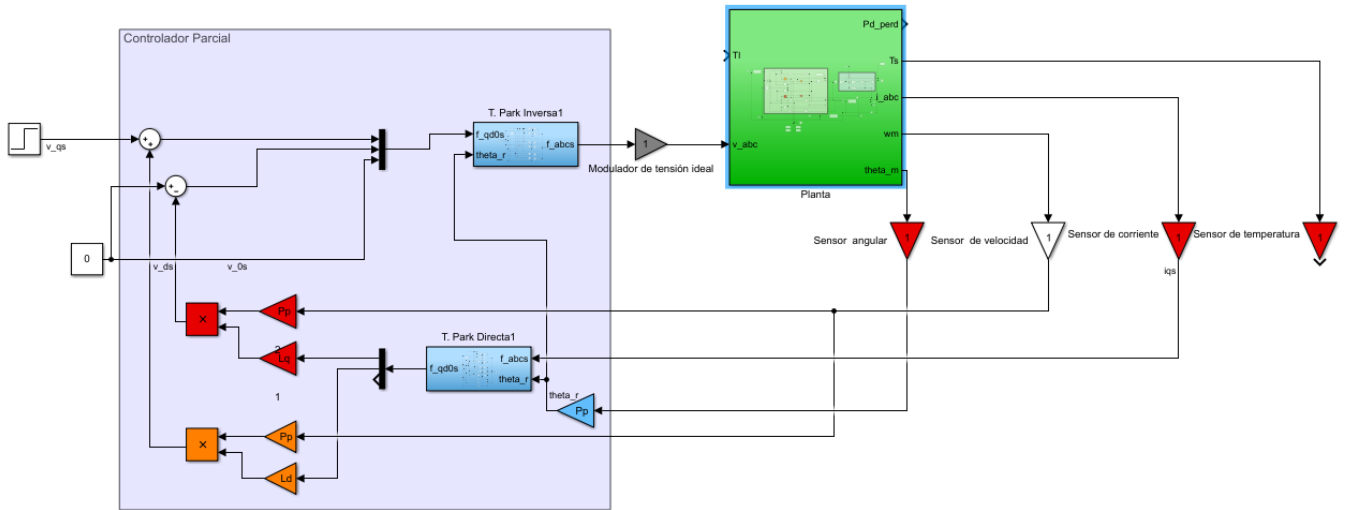 Controlador Parcial
Pd_perd
Tl
Ts
i_abc
wm
theta_m
v_abc
Planta
T. Park Inversa1
f_qd0s
theta_r
f_abcs
1
Modulador de tensión ideal
v_qs
+
+
+
-
0
v_ds
v_0s
Sensor angular
1
Sensor de velocidad
1
Sensor de corriente
1
Sensor de temperatura
1
iqs
×
Pp
2
Lq
T. Park Directa1
f_qd0s
f_abcs
theta_r
1
theta_r
Pp
×
Pp
Ld